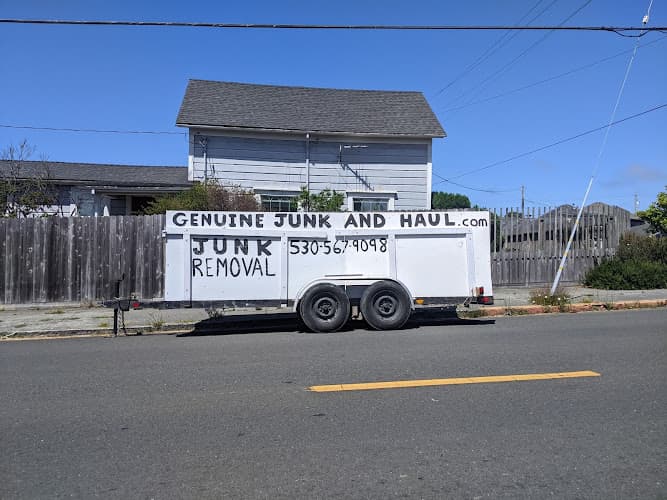 GENUINE JUNK AND HAUL.com
JUNK 530-567-9098
REMOVAL